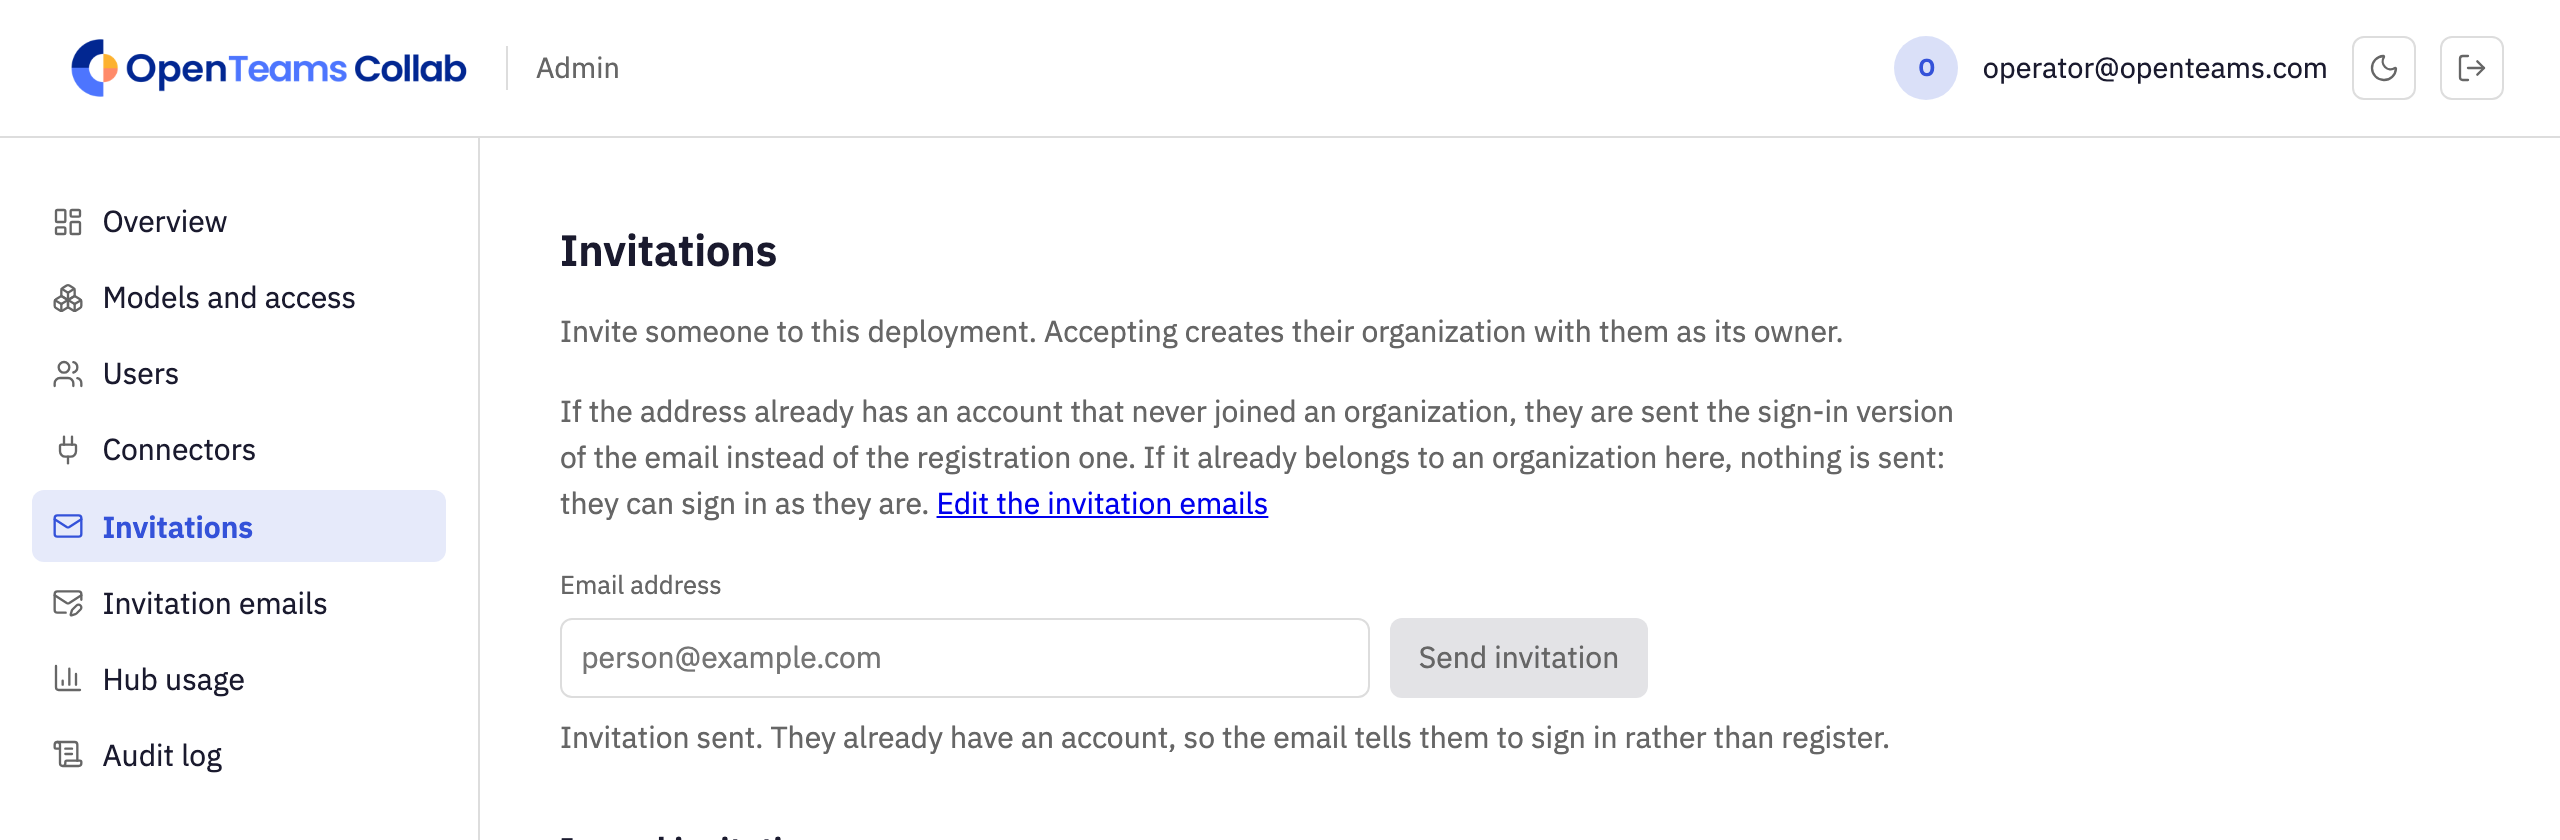 OpenTeams Collab
Admin
O
operator@openteams.com
Overview
Models and access
Users
Connectors
Invitations
Invitation emails
Hub usage
Audit log
Invitations
Invite someone to this deployment. Accepting creates their organization with them as its owner.
If the address already has an account that never joined an organization, they are sent the sign-in version
of the email instead of the registration one. If it already belongs to an organization here, nothing is sent:
they can sign in as they are. Edit the invitation emails
Email address
person@example.com
Send invitation
Invitation sent. They already have an account, so the email tells them to sign in rather than register.